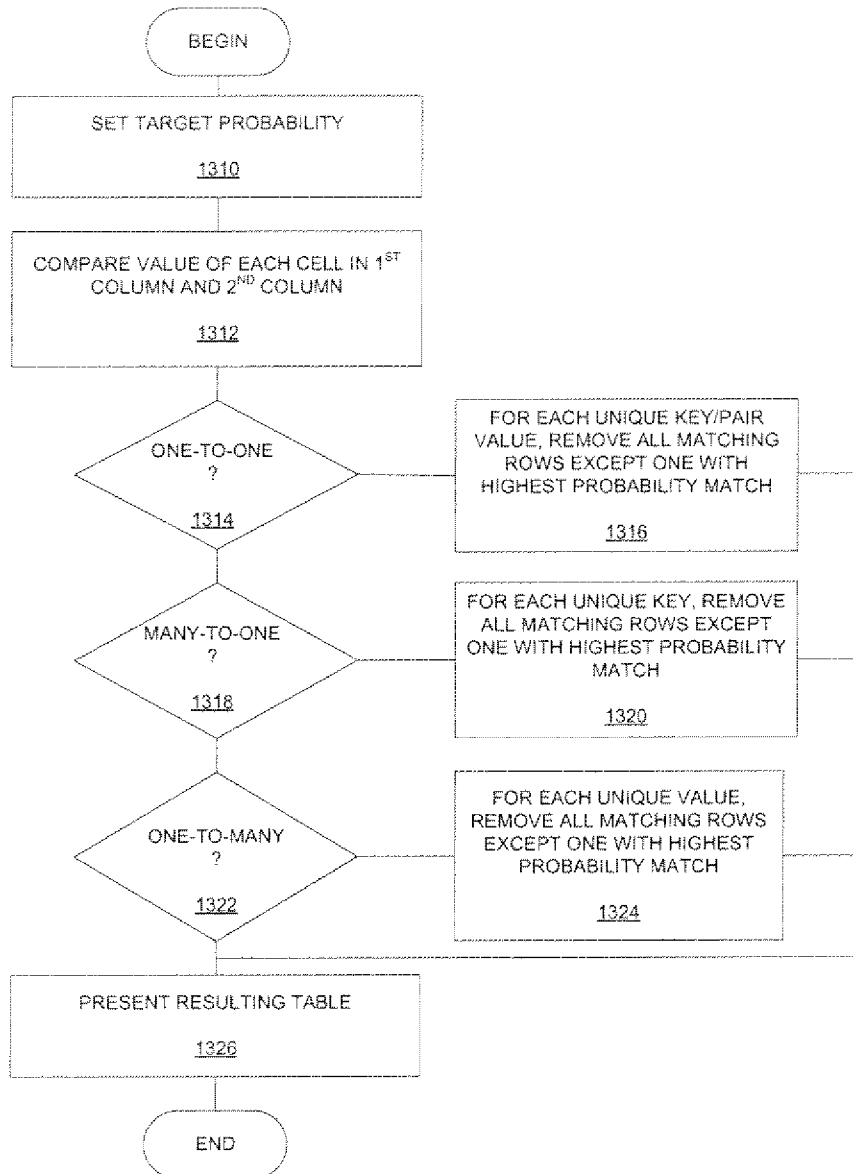 BEGIN
SET TARGET PROBABILITY
1310
COMPARE VALUE OF EACH CELL IN 1ST
COLUMN AND 2ND COLUMN
1312
ONE-TO-ONE
?
1314
FOR EACH UNIQUE KEY/PAIR
VALUE, REMOVE ALL MATCHING
ROWS EXCEPT ONE WITH
HIGHEST PROBABILITY MATCH
1316
MANY-TO-ONE
?
1318
FOR EACH UNIQUE KEY, REMOVE
ALL MATCHING ROWS EXCEPT
ONE WITH HIGHEST PROBABILITY
MATCH
1320
ONE-TO-MANY
?
1322
FOR EACH UNIQUE VALUE,
REMOVE ALL MATCHING ROWS
EXCEPT ONE WITH HIGHEST
PROBABILITY MATCH
1324
PRESENT RESULTING TABLE
1326
END